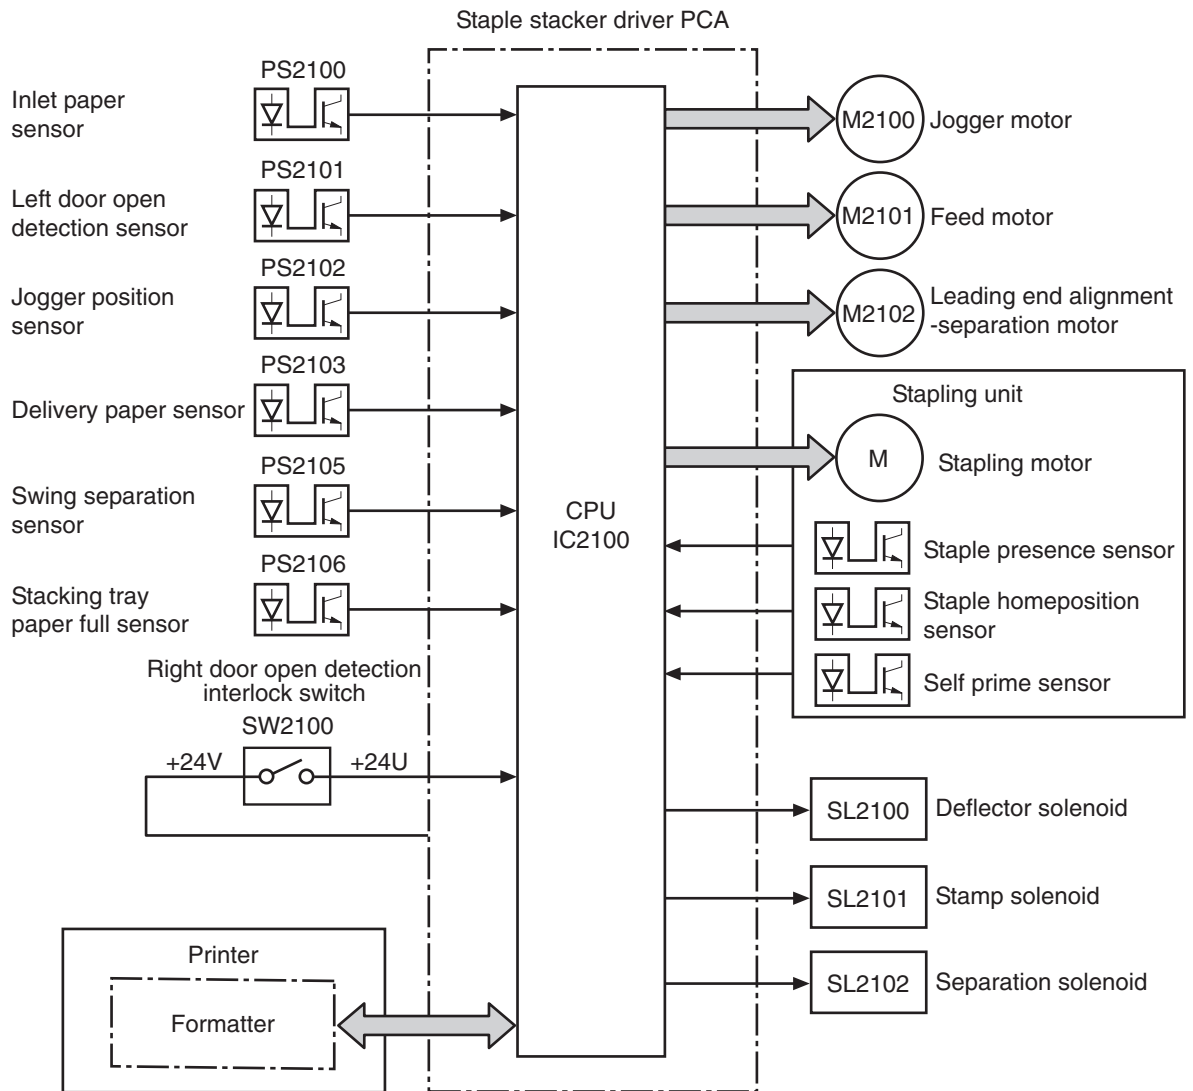 Staple stacker driver PCA
PS2100
Inlet paper
sensor
PS2101
Left door open
detection sensor
PS2102
Jogger position
sensor
PS2103
Delivery paper sensor
PS2105
Swing separation
sensor
PS2106
Stacking tray
paper full sensor
Right door open detection
interlock switch
SW2100
+24V
+24U
Printer
Formatter
CPU
IC2100
M2100
Jogger motor
M2101
Feed motor
M2102
Leading end alignment
-separation motor
Stapling unit
M
Stapling motor
Staple presence sensor
Staple homeposition
sensor
Self prime sensor
SL2100
Deflector solenoid
SL2101
Stamp solenoid
SL2102
Separation solenoid